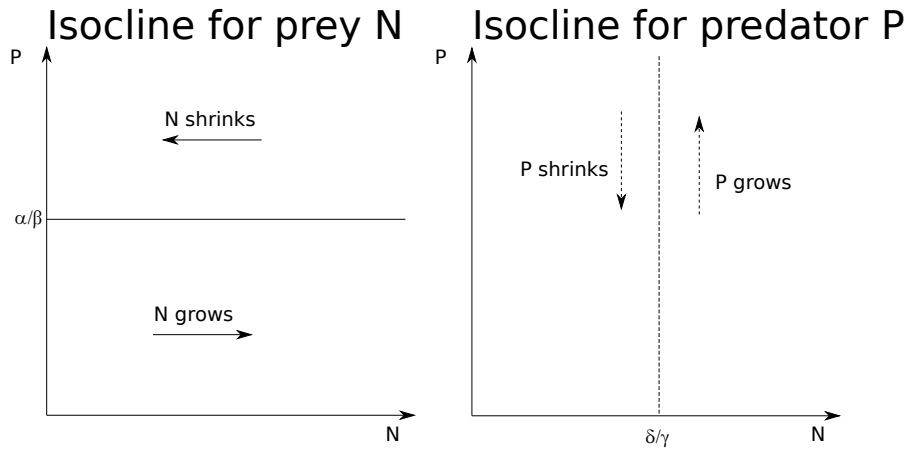 Isocline for prey N
P
N shrinks
α/β
N grows
N
Isocline for predator P
P
P shrinks
P grows
δ/γ
N